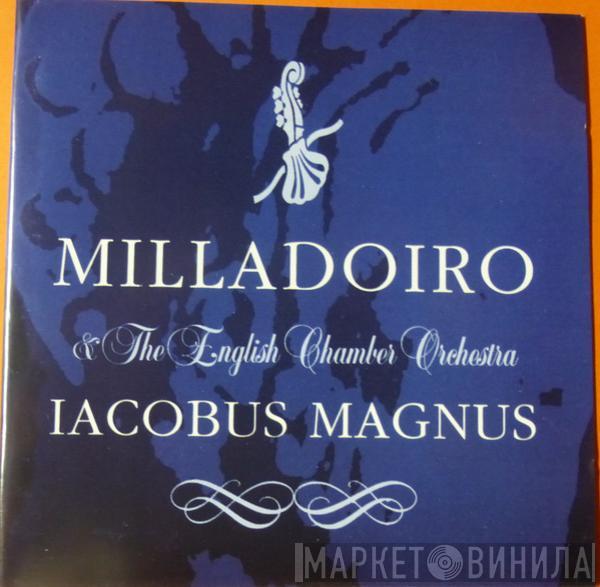 MILLADOIRO
& The English Chamber Orchestra
IACOBUS MAGNUS
МАРКЕТ ВИНИЛА